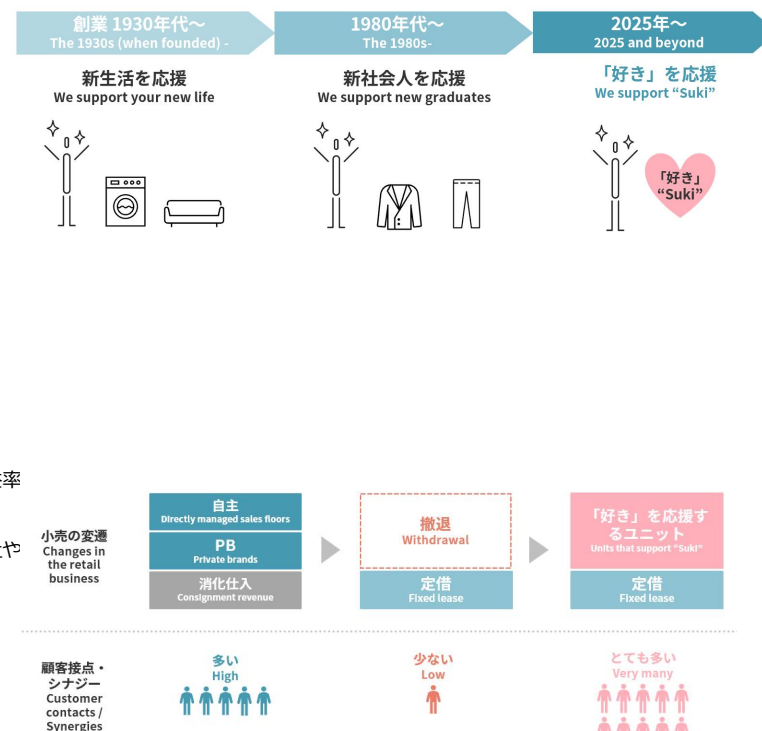 創業 1930年代～
The 1930s (when founded) -
1980年代～
The 1980s-
2025年～
2025 and beyond
新生活を応援
We support your new life
新社会人を応援
We support new graduates
「好き」を応援
We support “Suki”
「好き」
“Suki”
率
や
小売の変遷
Changes in
the retail
business
自主
Directly managed sales floors
PB
Private brands
消化仕入
Consignment revenue
撤退
Withdrawal
定借
Fixed lease
「好き」を応援す
るユニット
Units that support “Suki”
定借
Fixed lease
顧客接点・
シナジー
Customer
contacts /
Synergies
多い
High
少ない
Low
とても多い
Very many